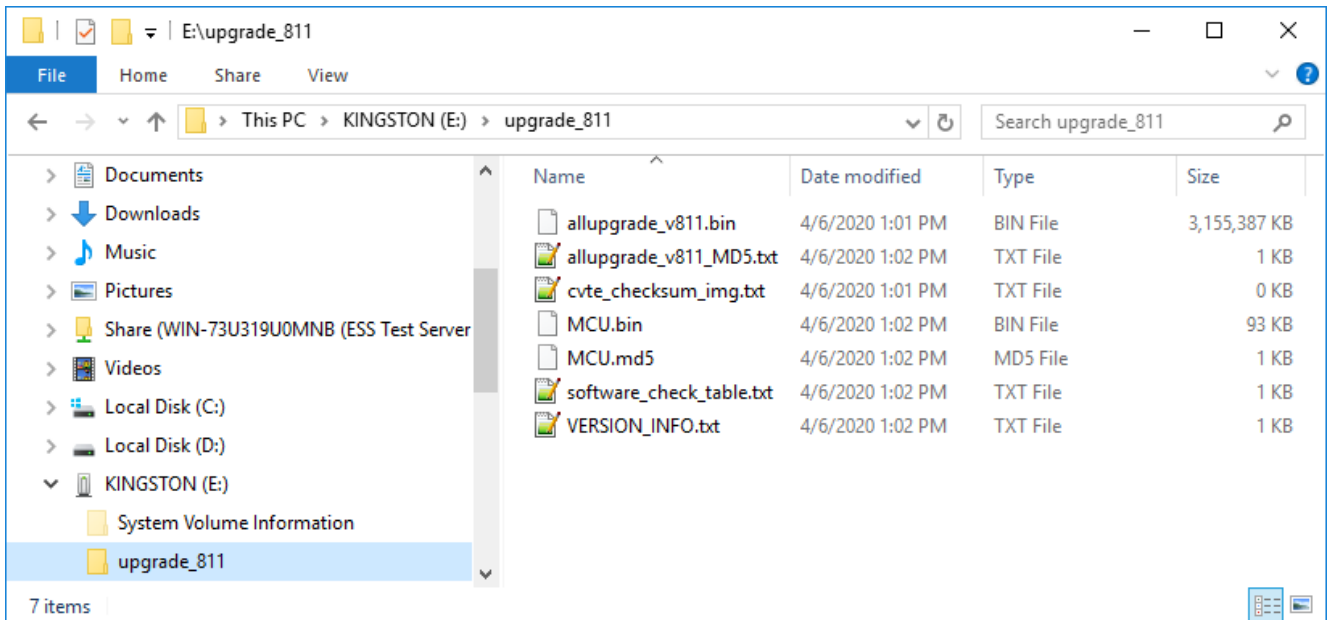 E:\upgrade_811
File Home Share View
This PC > KINGSTON (E:) > upgrade_811 Search upgrade_811
Documents
Downloads
Music
Pictures
Share (WIN-73U319U0MNB (ESS Test Server
Videos
Local Disk (C:)
Local Disk (D:)
KINGSTON (E:)
System Volume Information
upgrade_811
Name Date modified Type Size
allupgrade_v811.bin 4/6/2020 1:01 PM BIN File 3,155,387 KB
allupgrade_v811_MD5.txt 4/6/2020 1:02 PM TXT File 1 KB
cvte_checksum_img.txt 4/6/2020 1:01 PM TXT File 0 KB
MCU.bin 4/6/2020 1:02 PM BIN File 93 KB
MCU.md5 4/6/2020 1:02 PM MD5 File 1 KB
software_check_table.txt 4/6/2020 1:02 PM TXT File 1 KB
VERSION_INFO.txt 4/6/2020 1:02 PM TXT File 1 KB
7 items